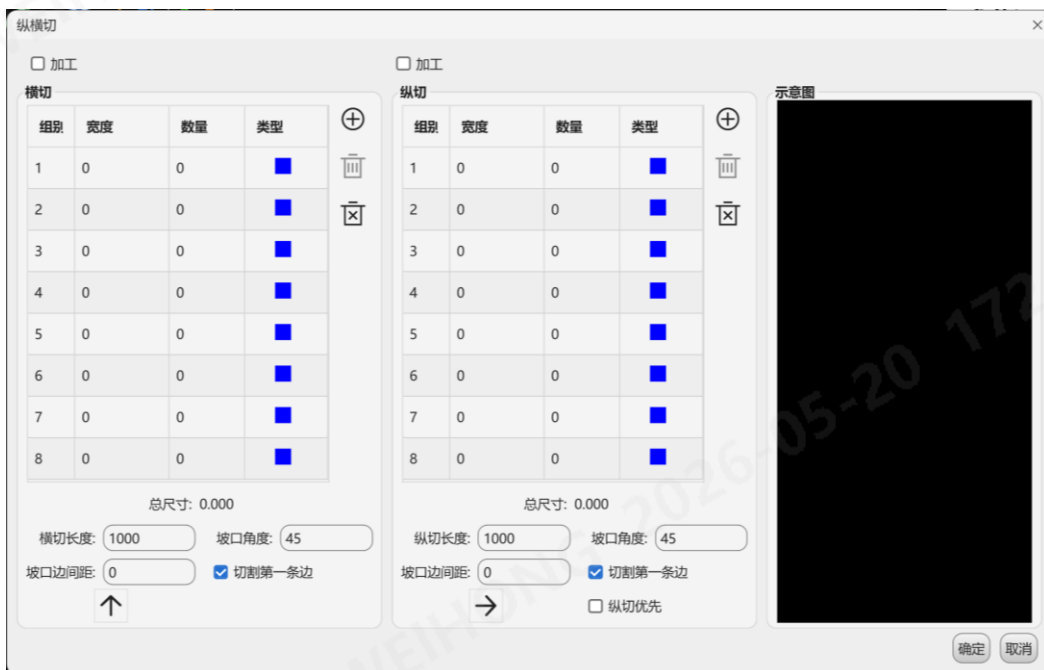 纵横切
加工 加工
横切 纵切 示意图
组别 宽度 数量 类型 组别 宽度 数量 类型
1 0 0 1 0 0
2 0 0 2 0 0
3 0 0 3 0 0
4 0 0 4 0 0
5 0 0 5 0 0
6 0 0 6 0 0
7 0 0 7 0 0
8 0 0 8 0 0
总尺寸: 0.000 总尺寸: 0.000
横切长度: 1000 坡口角度: 45 纵切长度: 1000 坡口角度: 45
坡口边间距: 0 切割第一条边 坡口边间距: 0 切割第一条边
纵切优先
确定 取消
WEIHONG 2026-05-20 172